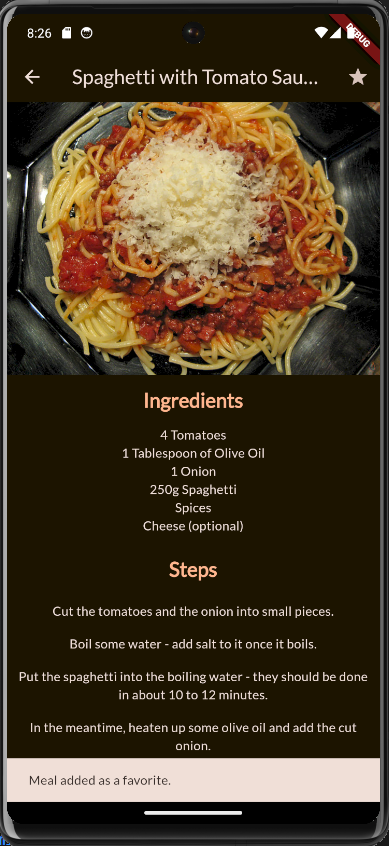 8:26
DEBUG
Spaghetti with Tomato Sau...
Ingredients
4 Tomatoes
1 Tablespoon of Olive Oil
1 Onion
250g Spaghetti
Spices
Cheese (optional)
Steps
Cut the tomatoes and the onion into small pieces.
Boil some water - add salt to it once it boils.
Put the spaghetti into the boiling water - they should be done
in about 10 to 12 minutes.
In the meantime, heaten up some olive oil and add the cut
onion.
Meal added as a favorite.